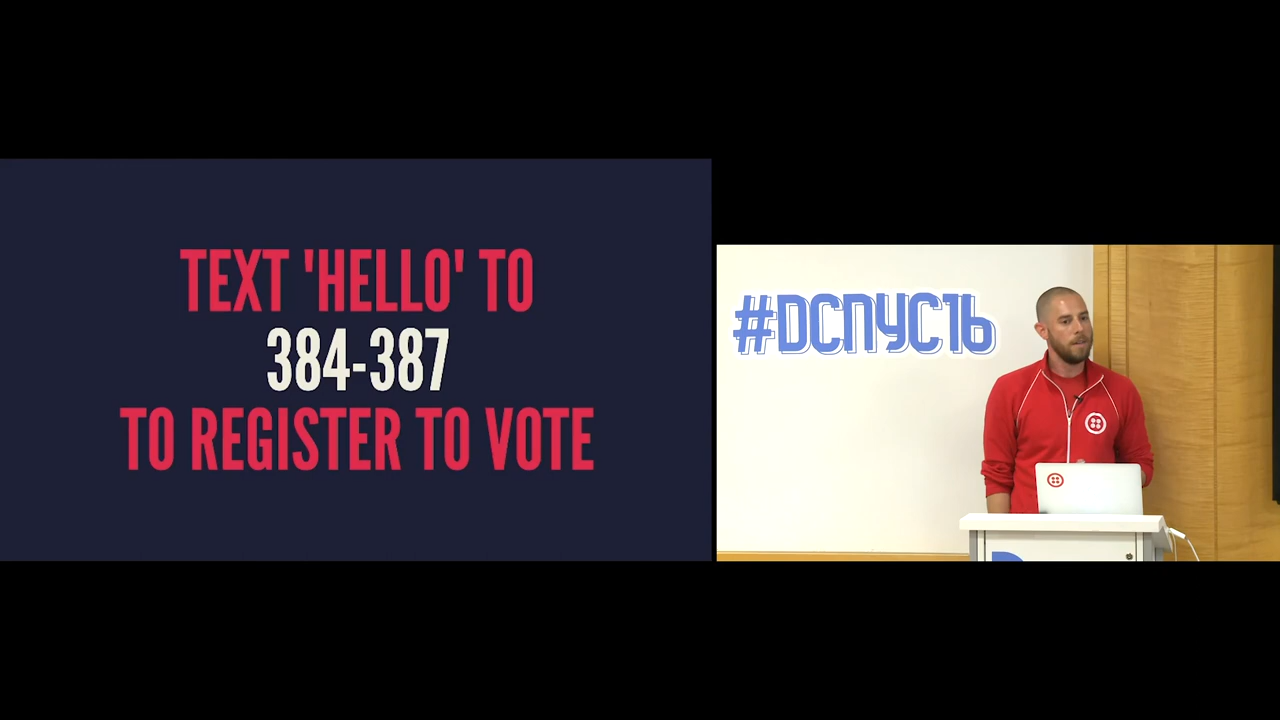 TEXT 'HELLO' TO
384-387
TO REGISTER TO VOTE
#DCNYC16